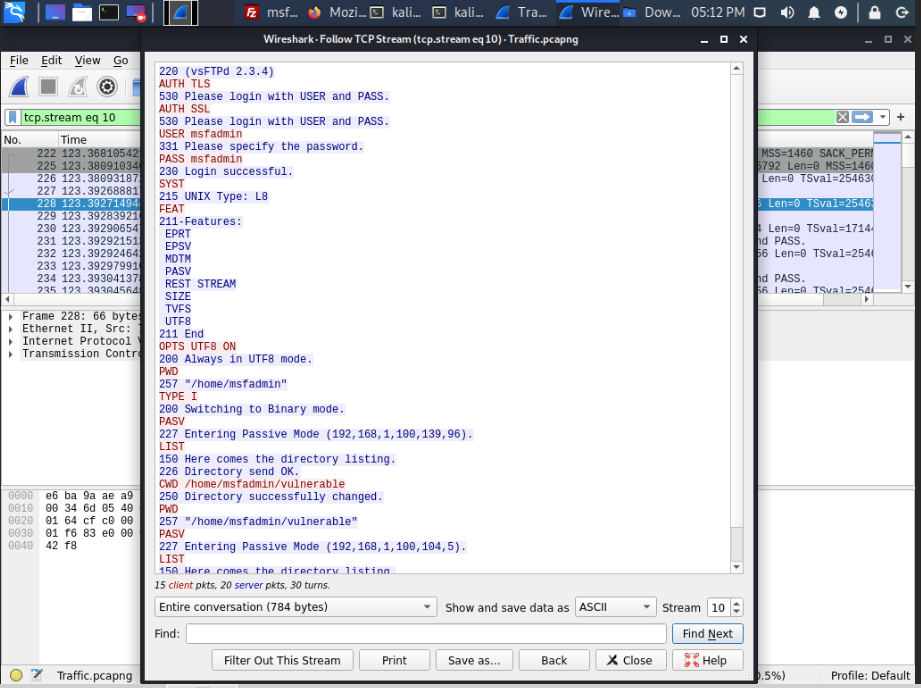 msf... Mozi... kali... kali... Tra... Wire... Dow... 05:12 PM
Wireshark · Follow TCP Stream (tcp.stream eq 10) · Traffic.pcapng
File Edit View Go
tcp.stream eq 10
No. Time
222 123.36810542
225 123.380910340
226 123.38093187
227 123.39268881
228 123.39271494
229 123.39283921
230 123.39290654
231 123.39292151
232 123.39292464
233 123.39297991
234 123.39304137
235 123.39304564
MSS=1460 SACK_PERM
5792 Len=0 MSS=1460
Len=0 TSval=254630
Len=0 TSval=25463
Len=0 TSval=17144
nd PASS.
56 Len=0 TSval=2546
nd PASS.
56 Len=0 TSval=2546
Frame 228: 66 bytes
Ethernet II, Src:
Internet Protocol V
Transmission Contro
0000 e6 ba 9a ae a9
0010 00 34 6d 05 40
0020 01 64 cf c0 00
0030 01 f6 83 e0 00
0040 42 f8
220 (vsFTPd 2.3.4)
AUTH TLS
530 Please login with USER and PASS.
AUTH SSL
530 Please login with USER and PASS.
USER msfadmin
331 Please specify the password.
PASS msfadmin
230 Login successful.
SYST
215 UNIX Type: L8
FEAT
211-Features:
EPRT
EPSV
MDTM
PASV
REST STREAM
SIZE
TVFS
UTF8
211 End
OPTS UTF8 ON
200 Always in UTF8 mode.
PWD
257 "/home/msfadmin"
TYPE I
200 Switching to Binary mode.
PASV
227 Entering Passive Mode (192,168,1,100,139,96).
LIST
150 Here comes the directory listing.
226 Directory send OK.
CWD /home/msfadmin/vulnerable
250 Directory successfully changed.
PWD
257 "/home/msfadmin/vulnerable"
PASV
227 Entering Passive Mode (192,168,1,100,104,5).
LIST
150 Here comes the directory listing
15 client pkts, 20 server pkts, 30 turns.
Entire conversation (784 bytes) Show and save data as ASCII Stream 10
Find: Find Next
Filter Out This Stream Print Save as... Back Close Help
Traffic.pcapng 0.5%) Profile: Default